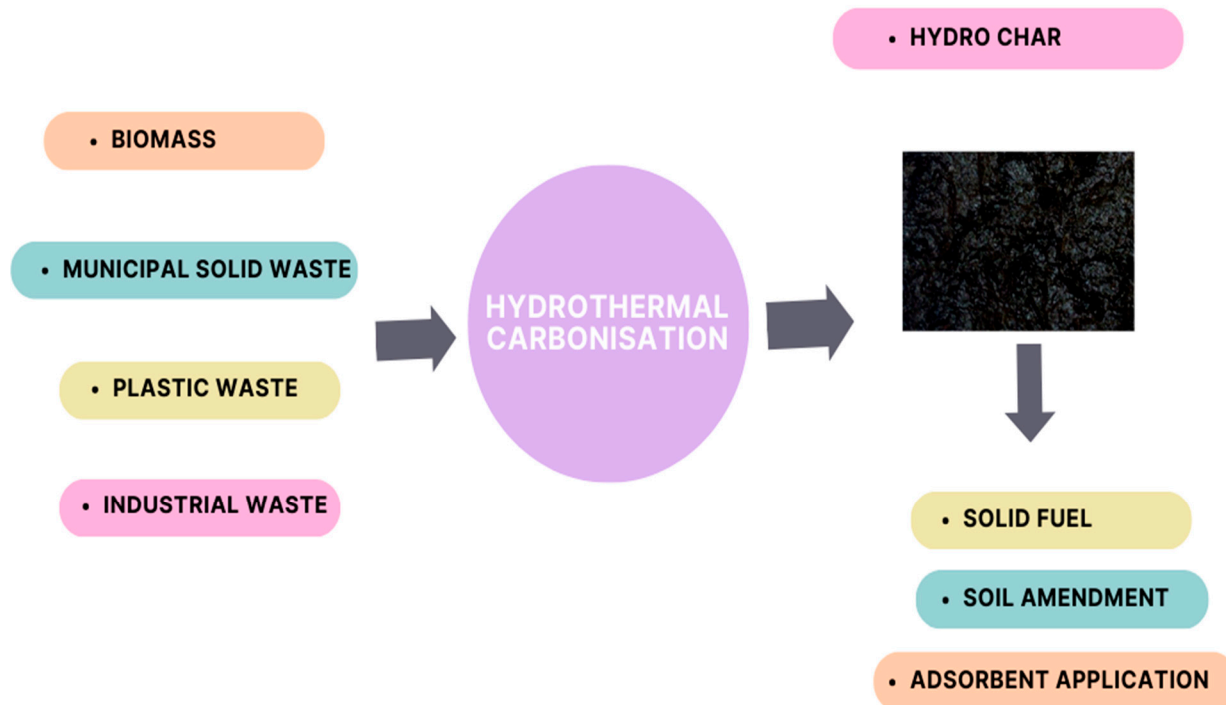 • BIOMASS
• MUNICIPAL SOLID WASTE
• PLASTIC WASTE
• INDUSTRIAL WASTE
HYDROTHERMAL
CARBONISATION
• HYDRO CHAR
• SOLID FUEL
• SOIL AMENDMENT
• ADSORBENT APPLICATION